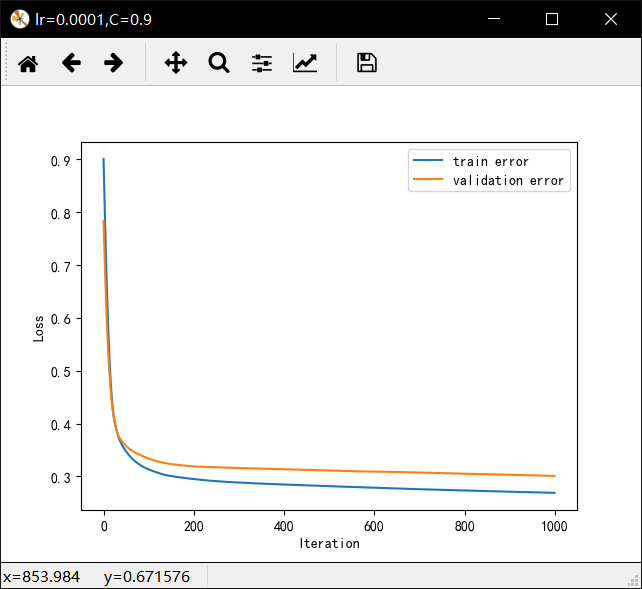 lr=0.0001,C=0.9
train error
validation error
0.9
0.8
0.7
0.6
0.5
0.4
0.3
Loss
0 200 400 600 800 1000
Iteration
x=853.984 y=0.671576